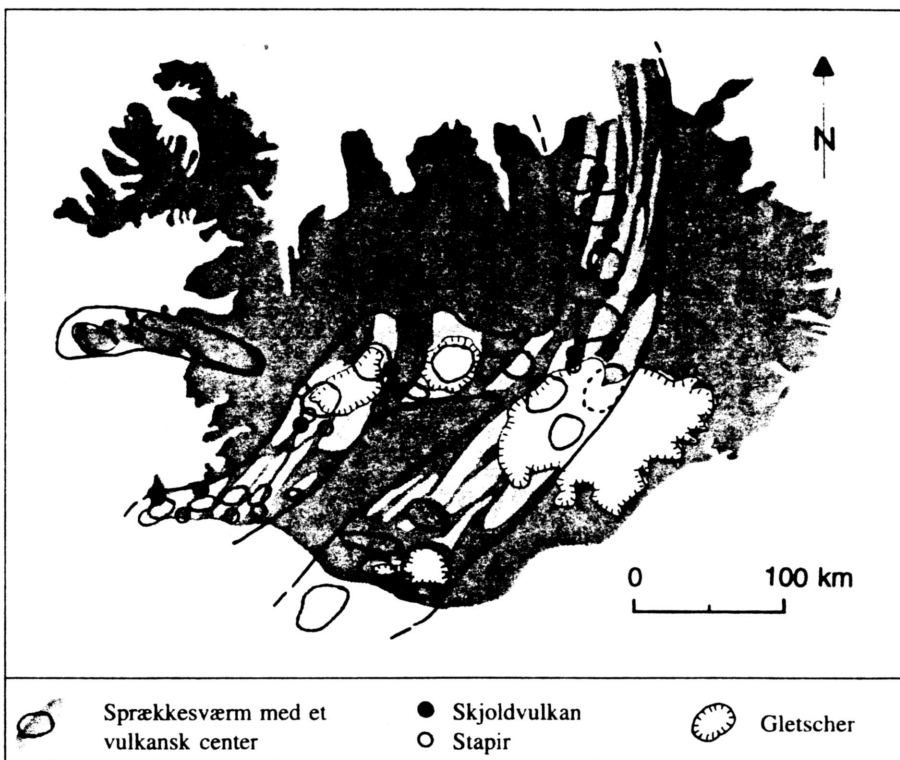 N
0 100 km
Sprækkesværm med et
vulkansk center
Skjoldvulkan
Stapir
Gletscher